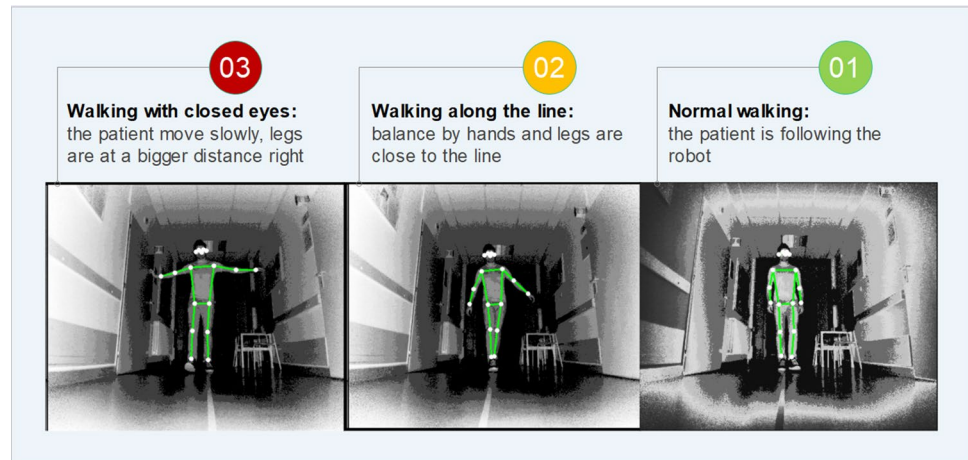 03
Walking with closed eyes:
the patient move slowly, legs
are at a bigger distance right
02
Walking along the line:
balance by hands and legs are
close to the line
01
Normal walking:
the patient is following the
robot